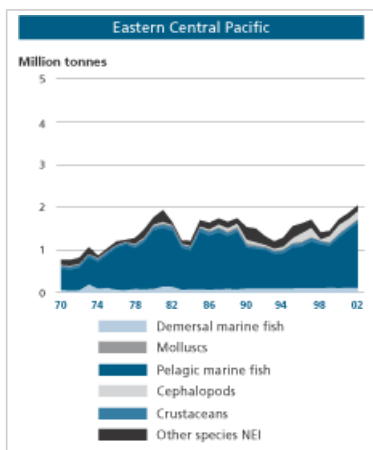 Eastern Central Pacific
Million tonnes
5
4
3
2
1
0
70 74 78 82 86 90 94 98 02
Demersal marine fish
Molluscs
Pelagic marine fish
Cephalopods
Crustaceans
Other species NEI